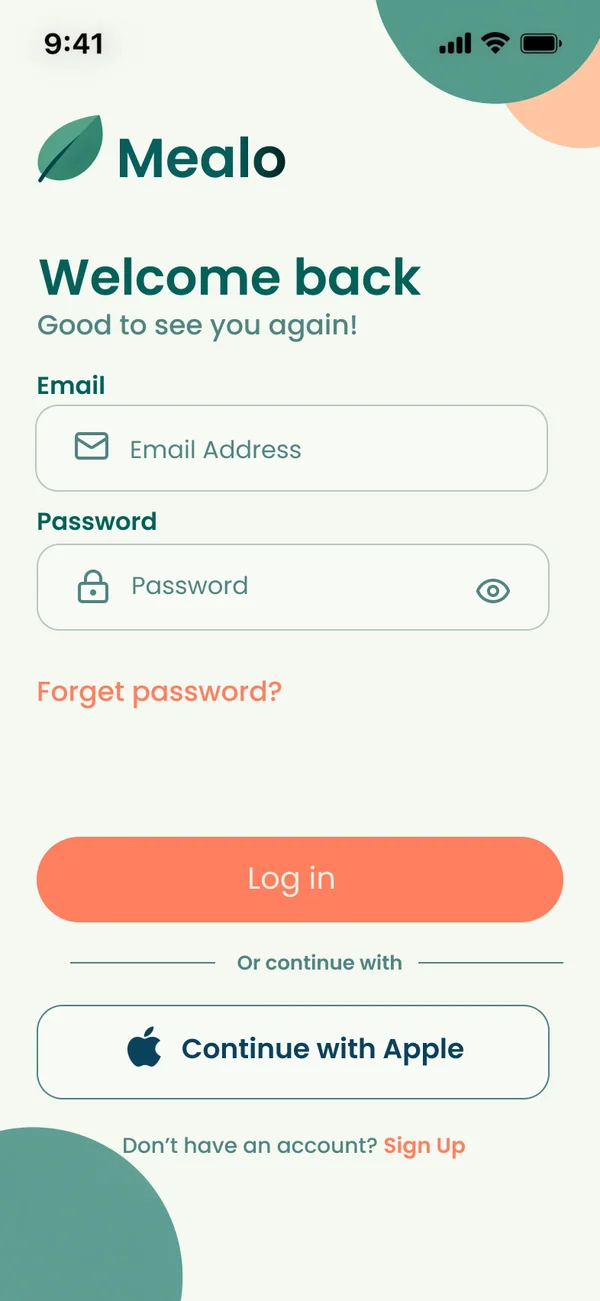 9:41
Mealo
Welcome back
Good to see you again!
Email
Email Address
Password
Password
Forget password?
Log in
Or continue with
Continue with Apple
Don’t have an account? Sign Up